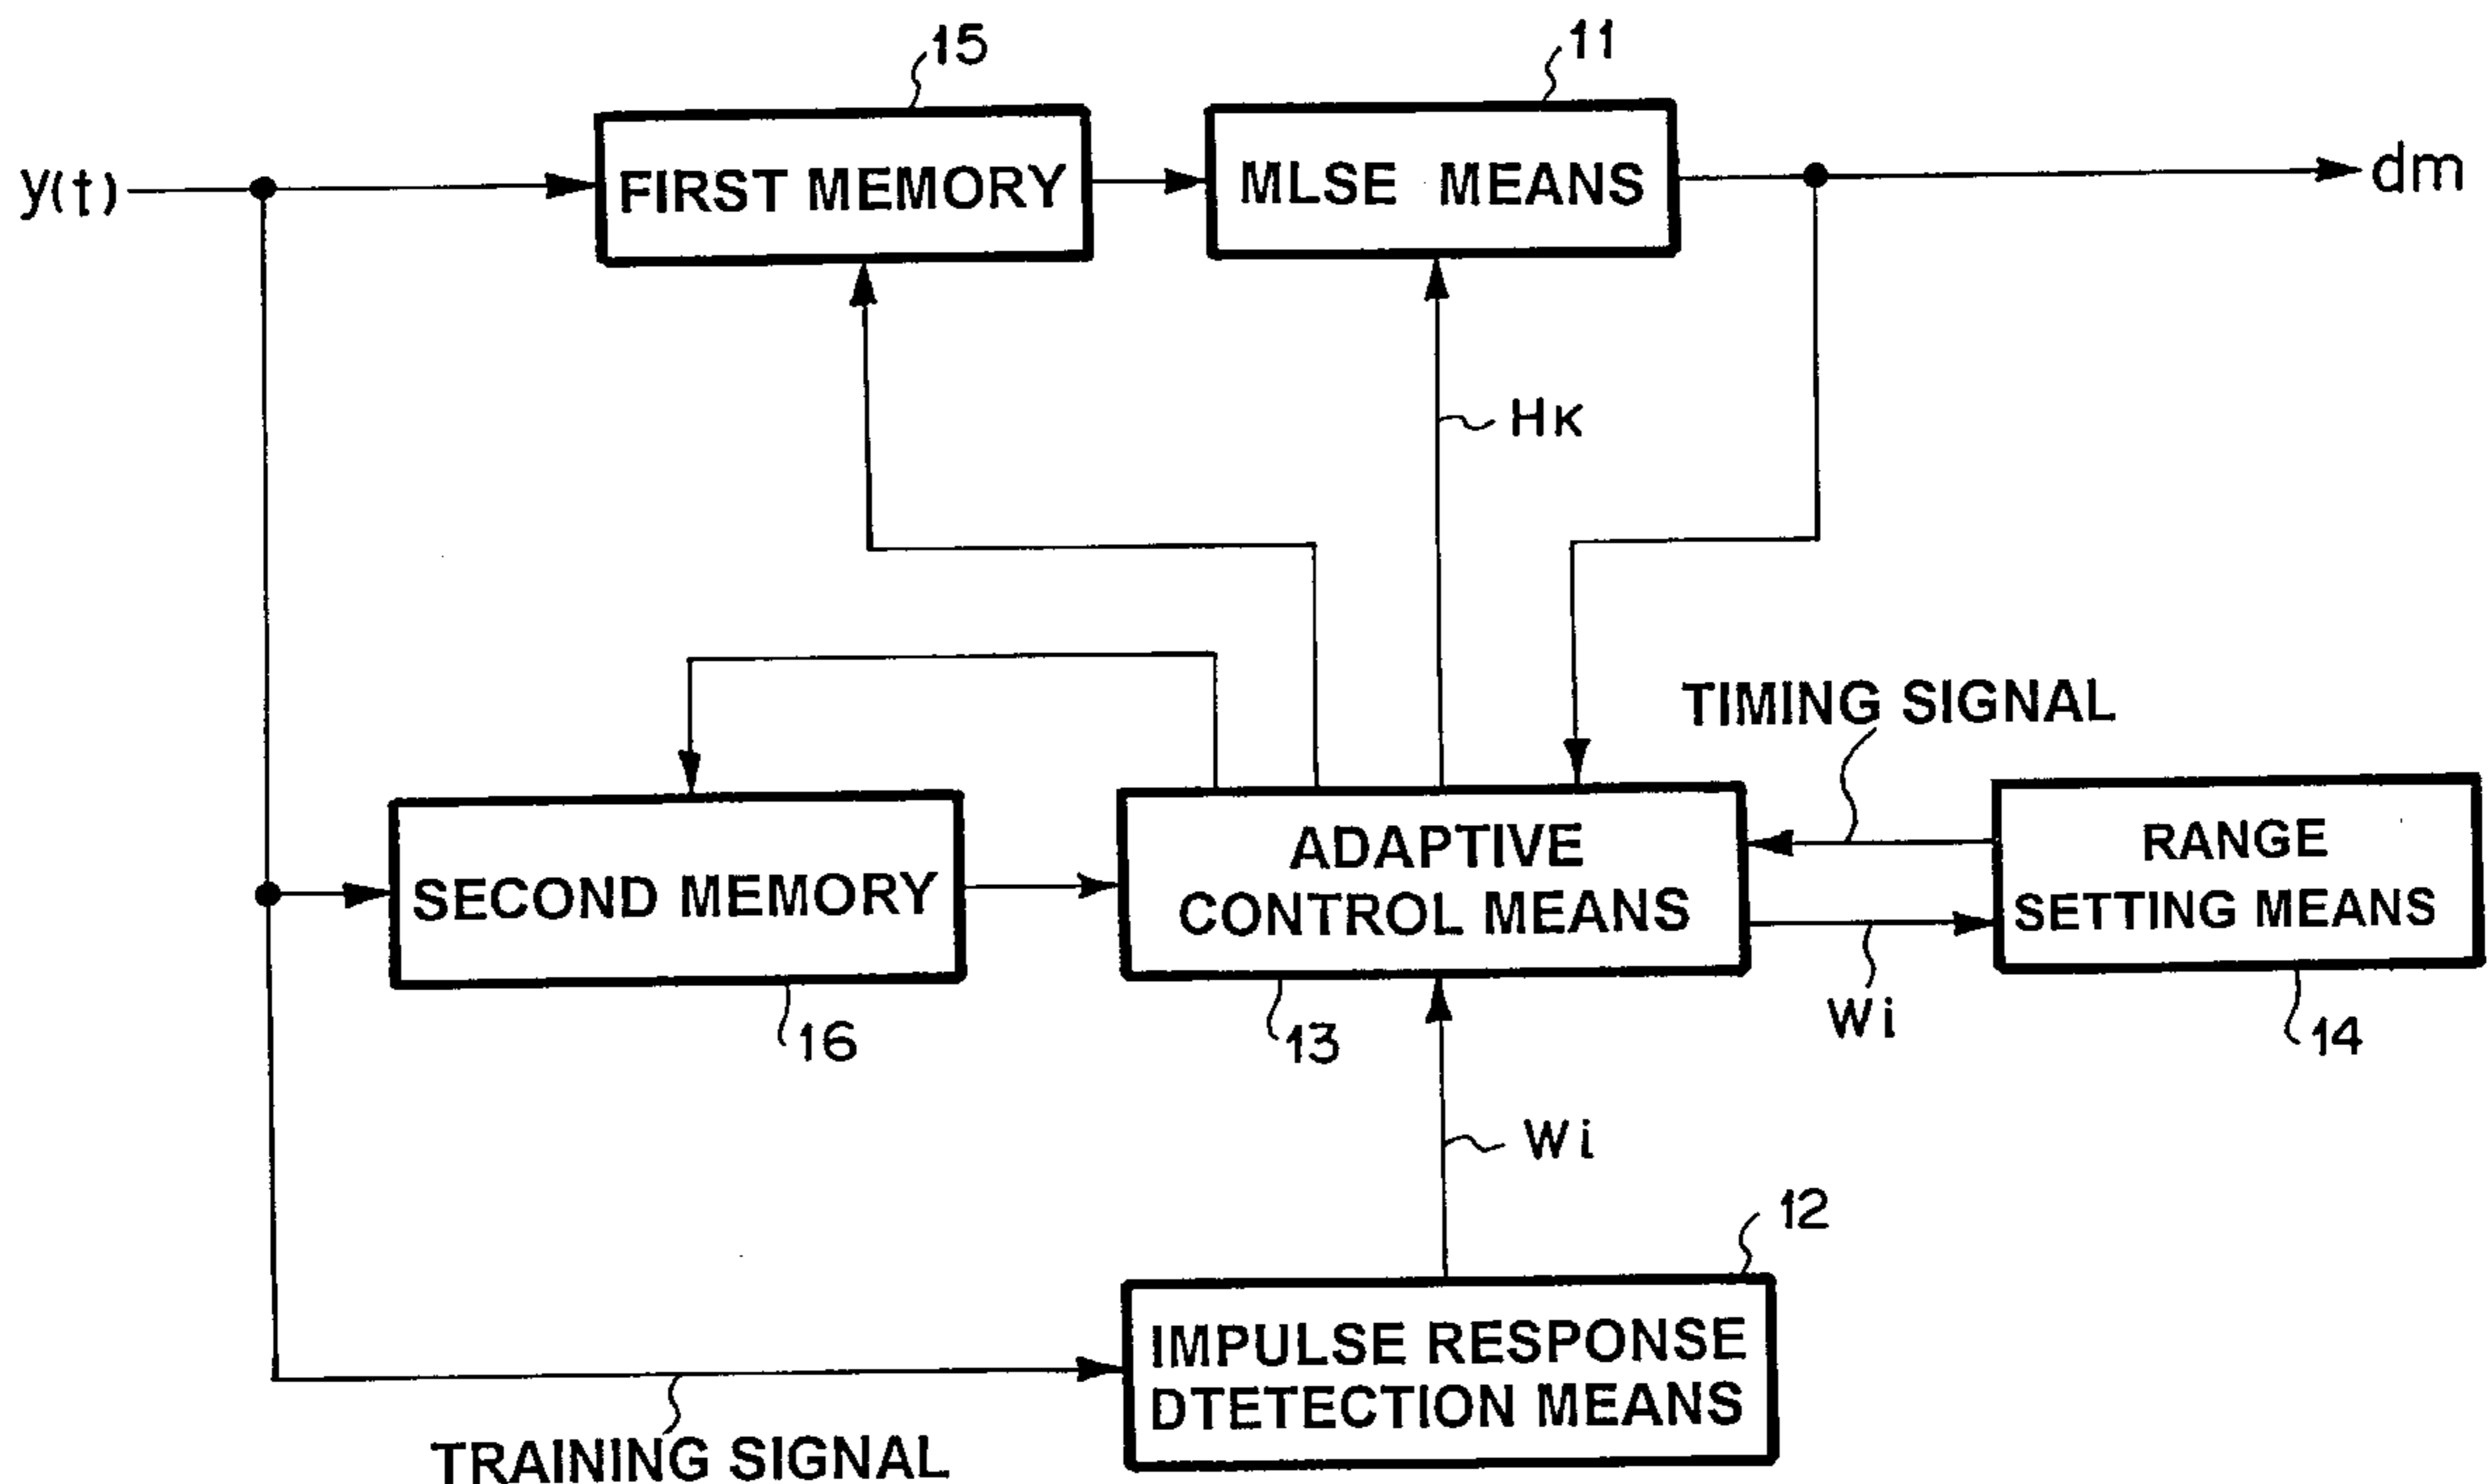 15
11
y(t)
FIRST MEMORY
MLSE MEANS
dm
HK
TIMING SIGNAL
SECOND MEMORY
ADAPTIVE
CONTROL MEANS
RANGE
SETTING MEANS
16
13
Wi
14
Wi
12
IMPULSE RESPONSE
DTETECTION MEANS
TRAINING SIGNAL